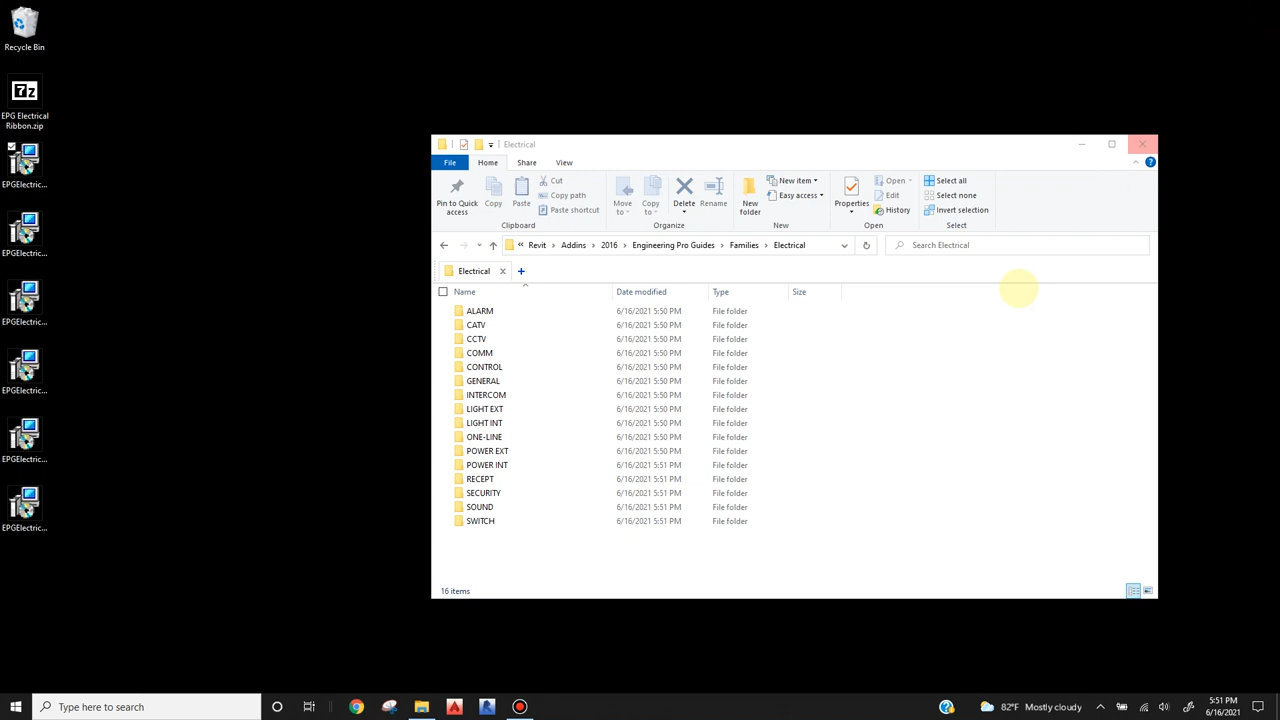 Recycle Bin
EPG Electrical
Ribbon.zip
EPGElectric...
EPGElectric...
EPGElectric...
EPGElectric...
EPGElectric...
EPGElectric...
Electrical
File Home Share View
Pin to Quick
access
Copy
Paste
Cut
Copy path
Paste shortcut
Clipboard
Move
to
Copy
to
Delete
Rename
Organize
New
folder
New item
Easy access
New
Properties
Open
Edit
History
Open
Select all
Select none
Invert selection
Select
« Revit > Addins > 2016 > Engineering Pro Guides > Families > Electrical
Search Electrical
Electrical
Name Date modified Type Size
ALARM 6/16/2021 5:50 PM File folder
CATV 6/16/2021 5:50 PM File folder
CCTV 6/16/2021 5:50 PM File folder
COMM 6/16/2021 5:50 PM File folder
CONTROL 6/16/2021 5:50 PM File folder
GENERAL 6/16/2021 5:50 PM File folder
INTERCOM 6/16/2021 5:50 PM File folder
LIGHT EXT 6/16/2021 5:50 PM File folder
LIGHT INT 6/16/2021 5:50 PM File folder
ONE-LINE 6/16/2021 5:50 PM File folder
POWER EXT 6/16/2021 5:50 PM File folder
POWER INT 6/16/2021 5:51 PM File folder
RECEPT 6/16/2021 5:51 PM File folder
SECURITY 6/16/2021 5:51 PM File folder
SOUND 6/16/2021 5:51 PM File folder
SWITCH 6/16/2021 5:51 PM File folder
16 items
Type here to search
82°F Mostly cloudy
5:51 PM
6/16/2021